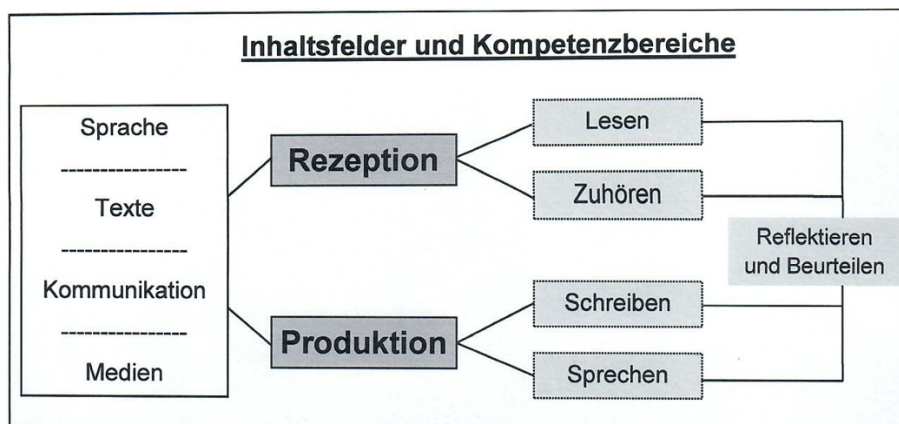 Inhaltsfelder und Kompetenzbereiche
Sprache
Texte
Kommunikation
Medien
Rezeption
Produktion
Lesen
Zuhören
Schreiben
Sprechen
Reflektieren
und Beurteilen